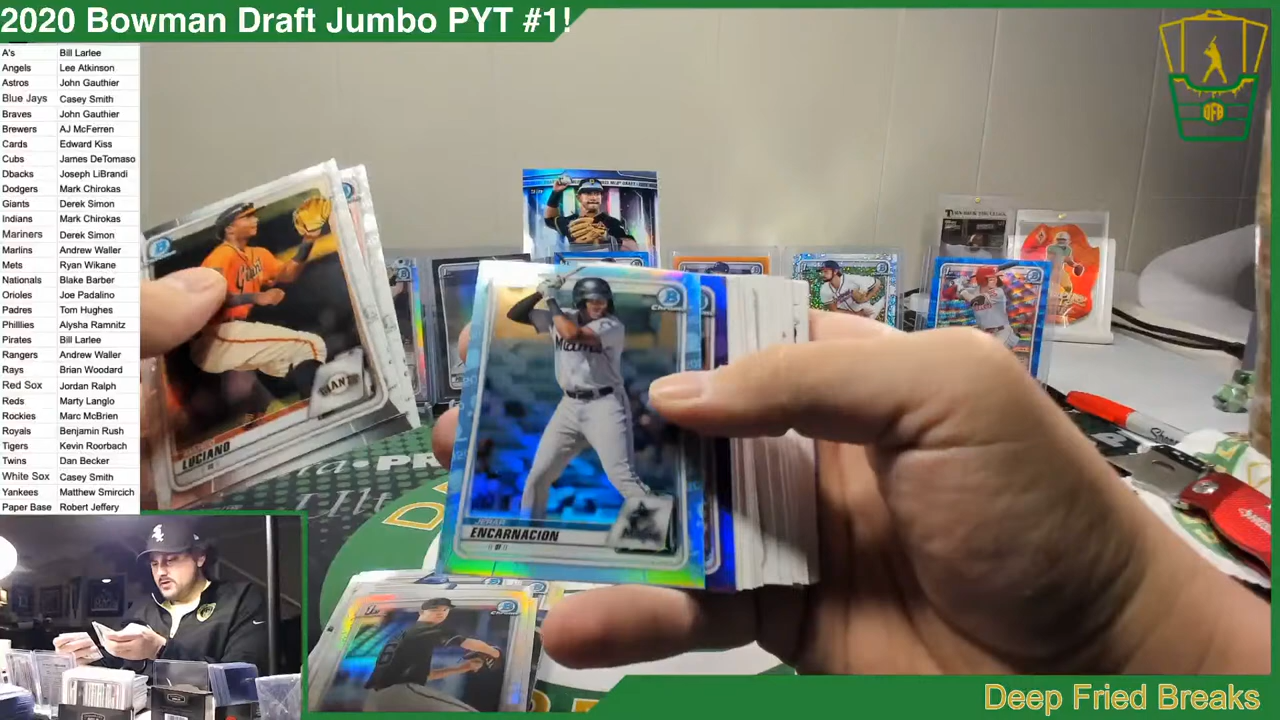 2020 Bowman Draft Jumbo PYT #1!
A's Bill Larlee
Angels Lee Atkinson
Astros John Gauthier
Blue Jays Casey Smith
Braves John Gauthier
Brewers AJ McFerren
Cards Edward Kiss
Cubs James DeTomaso
Dbacks Joseph LiBrandi
Dodgers Mark Chirokas
Giants Derek Simon
Indians Mark Chirokas
Mariners Derek Simon
Marlins Andrew Waller
Mets Ryan Wikane
Nationals Blake Barber
Orioles Joe Padalino
Padres Tom Hughes
Philllies Alysha Ramnitz
Pirates Bill Larlee
Rangers Andrew Waller
Rays Brian Woodard
Red Sox Jordan Ralph
Reds Marty Langlo
Rockies Marc McBrien
Royals Benjamin Rush
Tigers Kevin Roorbach
Twins Dan Becker
White Sox Casey Smith
Yankees Matthew Smircich
Paper Base Robert Jeffery
DFB
LUCIANO
JERAR
ENCARNACION
Deep Fried Breaks